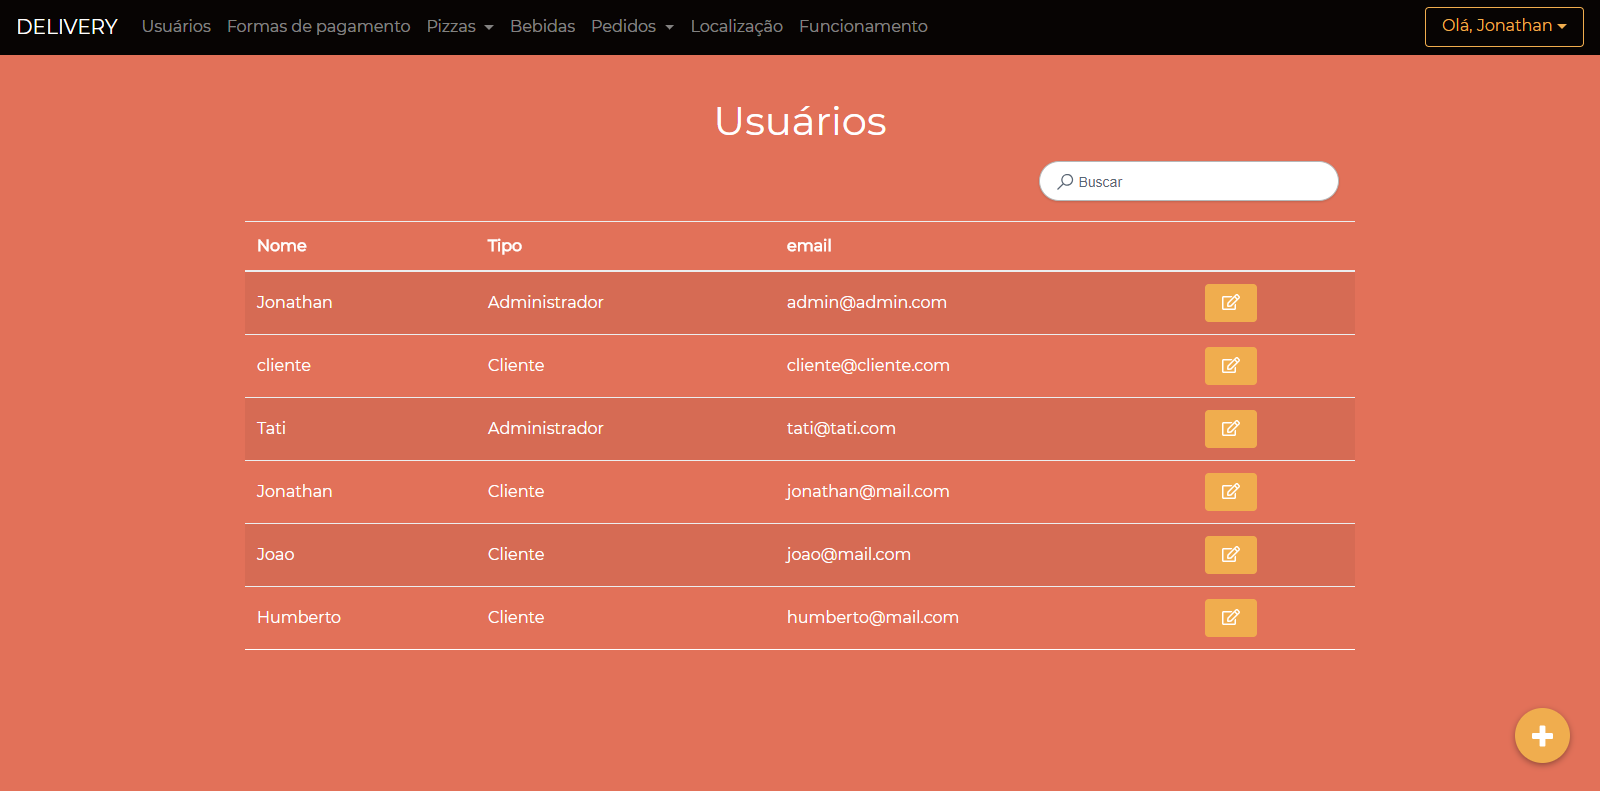 DELIVERY Usuários Formas de pagamento Pizzas Bebidas Pedidos Localização Funcionamento Olá, Jonathan
Usuários
Buscar
Nome Tipo email
Jonathan Administrador admin@admin.com
cliente Cliente cliente@cliente.com
Tati Administrador tati@tati.com
Jonathan Cliente jonathan@mail.com
Joao Cliente joao@mail.com
Humberto Cliente humberto@mail.com